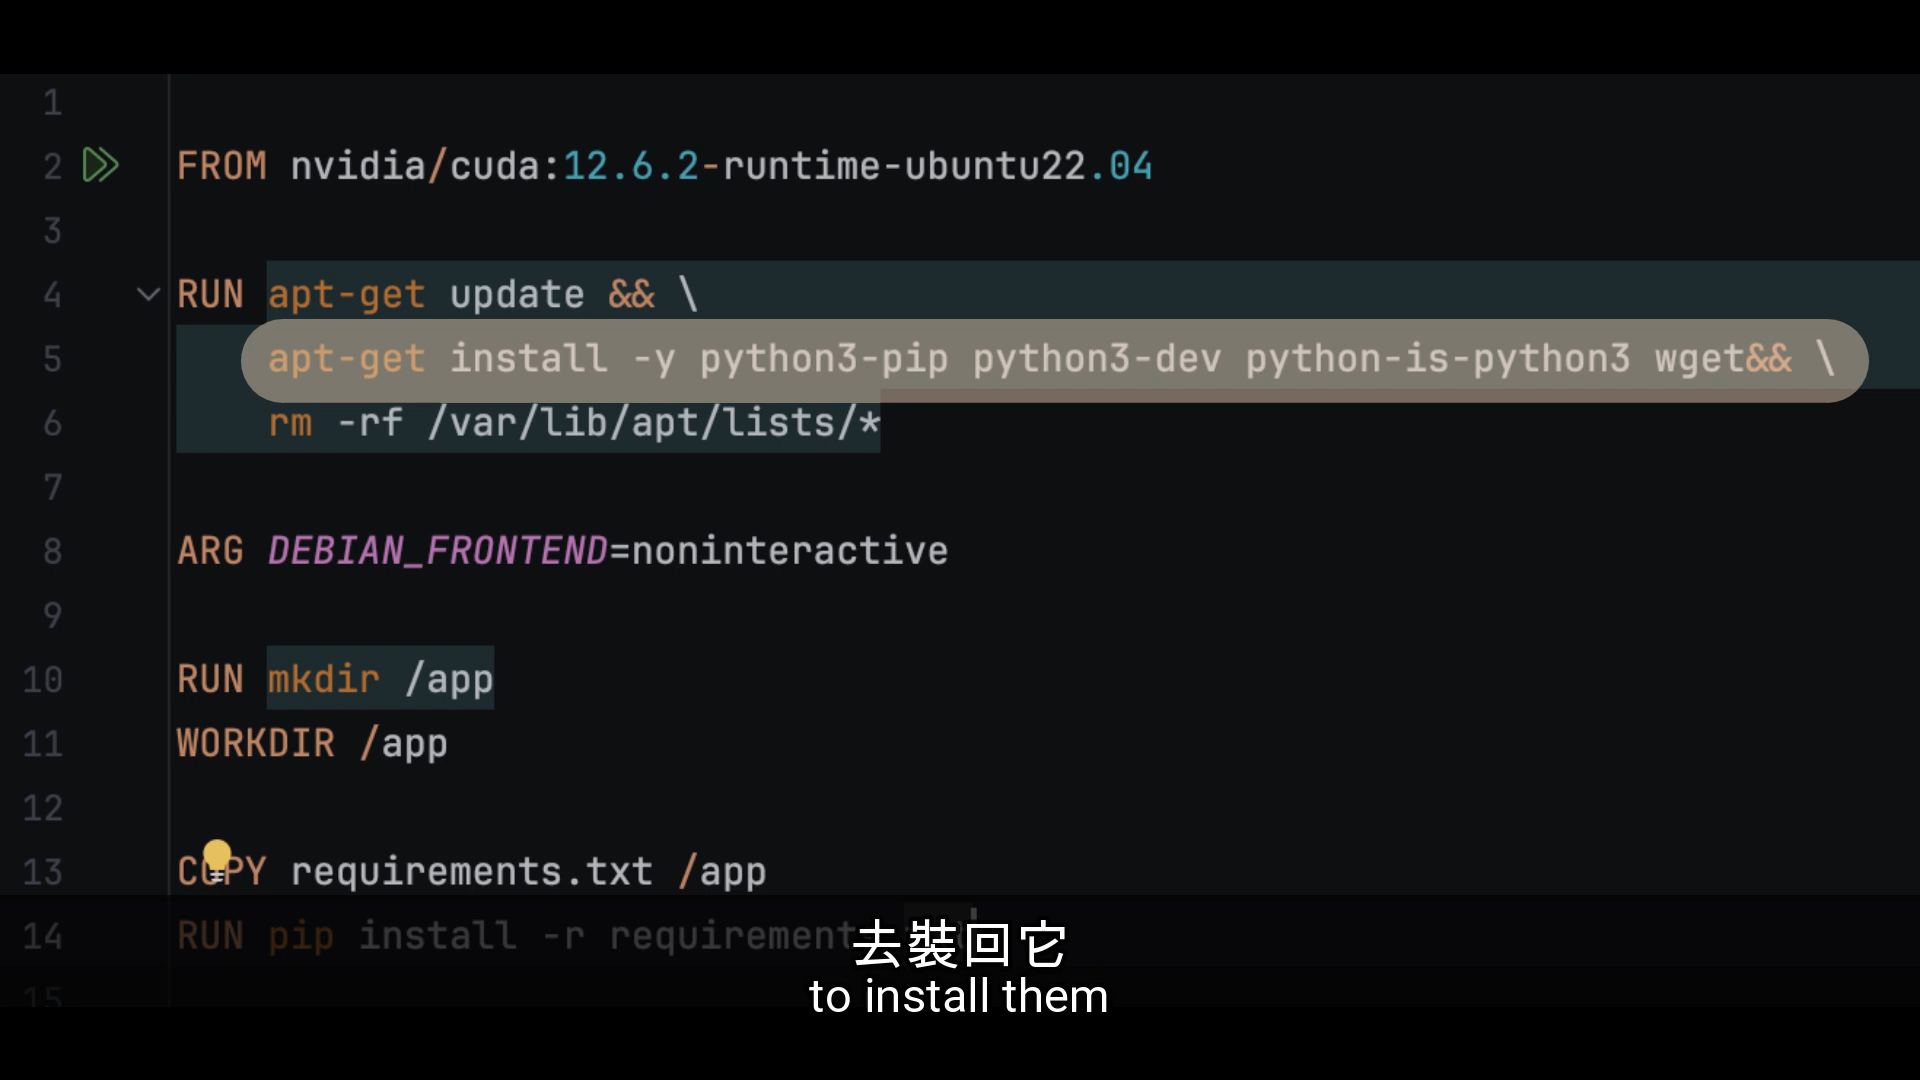 1
2 FROM nvidia/cuda:12.6.2-runtime-ubuntu22.04
3
4 RUN apt-get update && \
5 apt-get install -y python3-pip python3-dev python-is-python3 wget&& \
6 rm -rf /var/lib/apt/lists/*
7
8 ARG DEBIAN_FRONTEND=noninteractive
9
10 RUN mkdir /app
11 WORKDIR /app
12
13 COPY requirements.txt /app
14 RUN pip install -r requirement
15
去裝回它
to install them